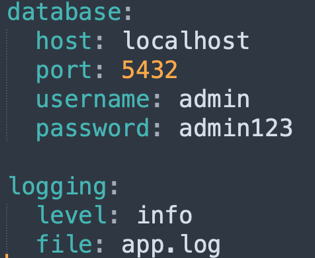 database:
  host: localhost
  port: 5432
  username: admin
  password: admin123

logging:
  level: info
  file: app.log